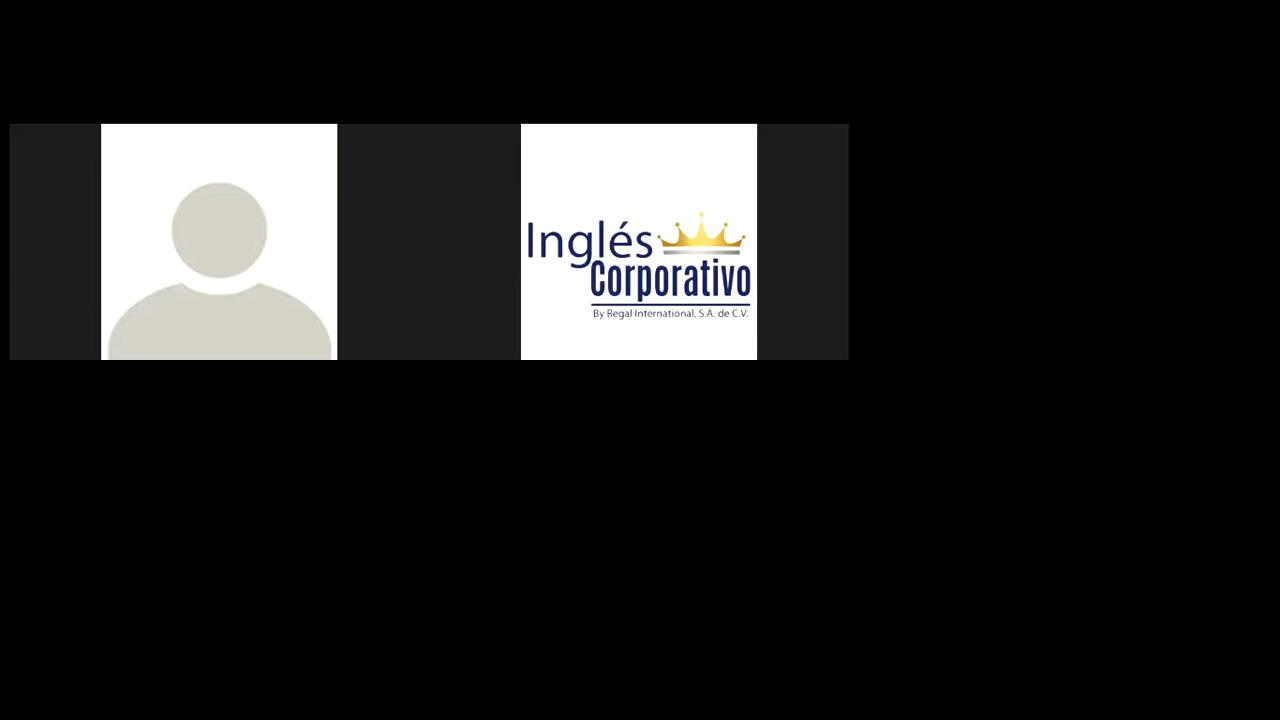 Inglés
Corporativo
By Regal International, S.A. de C.V.